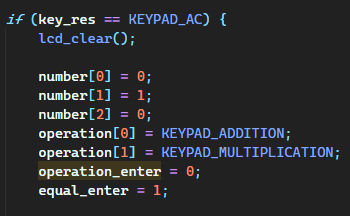 if (key_res == KEYPAD_AC) {
lcd_clear();
number[0] = 0;
number[1] = 1;
number[2] = 0;
operation[0] = KEYPAD_ADDITION;
operation[1] = KEYPAD_MULTIPLICATION;
operation_enter = 0;
equal_enter = 1;